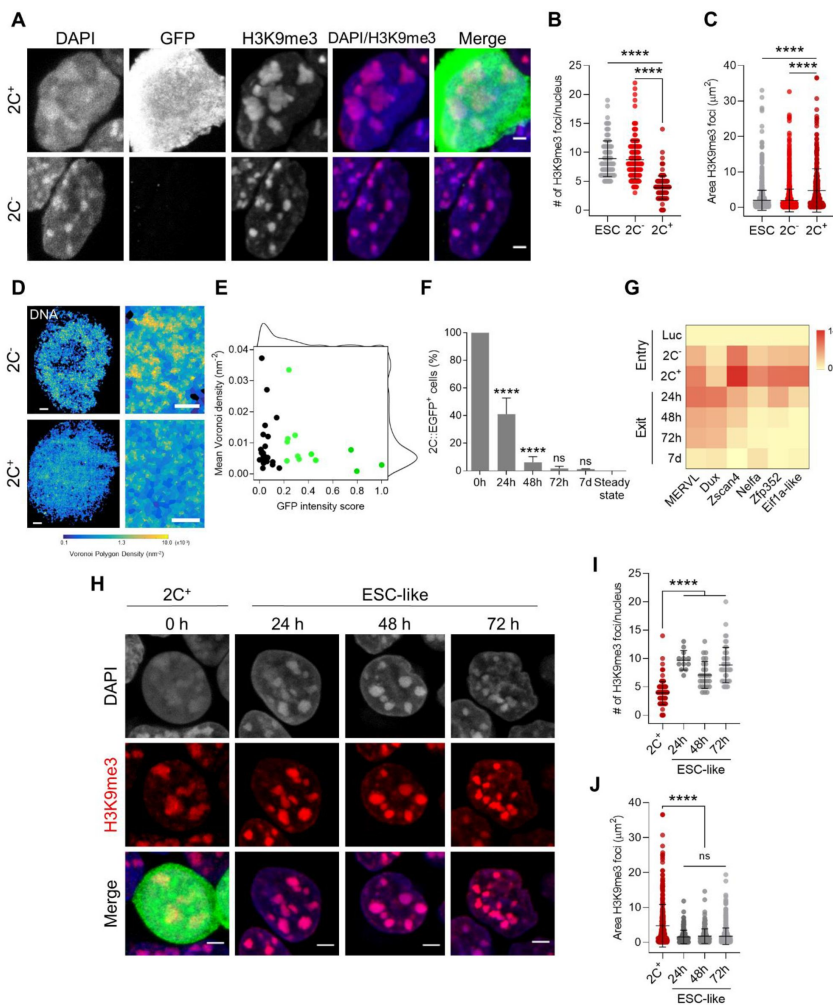 A
DAPI GFP H3K9me3 DAPI/H3K9me3 Merge
2C⁺
2C⁻
B
****
****
# of H3K9me3 foci/nucleus
25
20
15
10
5
0
ESC 2C⁻ 2C⁺
C
****
****
Area H3K9me3 foci (μm²)
40
30
20
10
0
ESC 2C⁻ 2C⁺
D
DNA
2C⁻
2C⁺
0.1 1.3 18.0 (x10⁻³)
Voronoi Polygon Density (nm⁻²)
E
Mean Voronoi density (nm⁻²)
0.04
0.03
0.02
0.01
0.00
0.0 0.2 0.4 0.6 0.8 1.0
GFP intensity score
F
2C::EGFP⁺ cells (%)
100
80
60
40
20
0
**** **** ns ns
0h 24h 48h 72h 7d Steady
state
G
Entry
Luc
2C⁻
2C⁺
Exit
24h
48h
72h
7d
MERVL Dux Zscan4 Nelfa Zfp352 Eif1a-like
1
0
H
2C⁺ ESC-like
0 h 24 h 48 h 72 h
DAPI
H3K9me3
Merge
I
****
# of H3K9me3 foci/nucleus
25
20
15
10
5
0
2C⁺ 24h 48h 72h
ESC-like
J
****
ns
Area H3K9me3 foci (μm²)
40
30
20
10
0
2C⁺ 24h 48h 72h
ESC-like